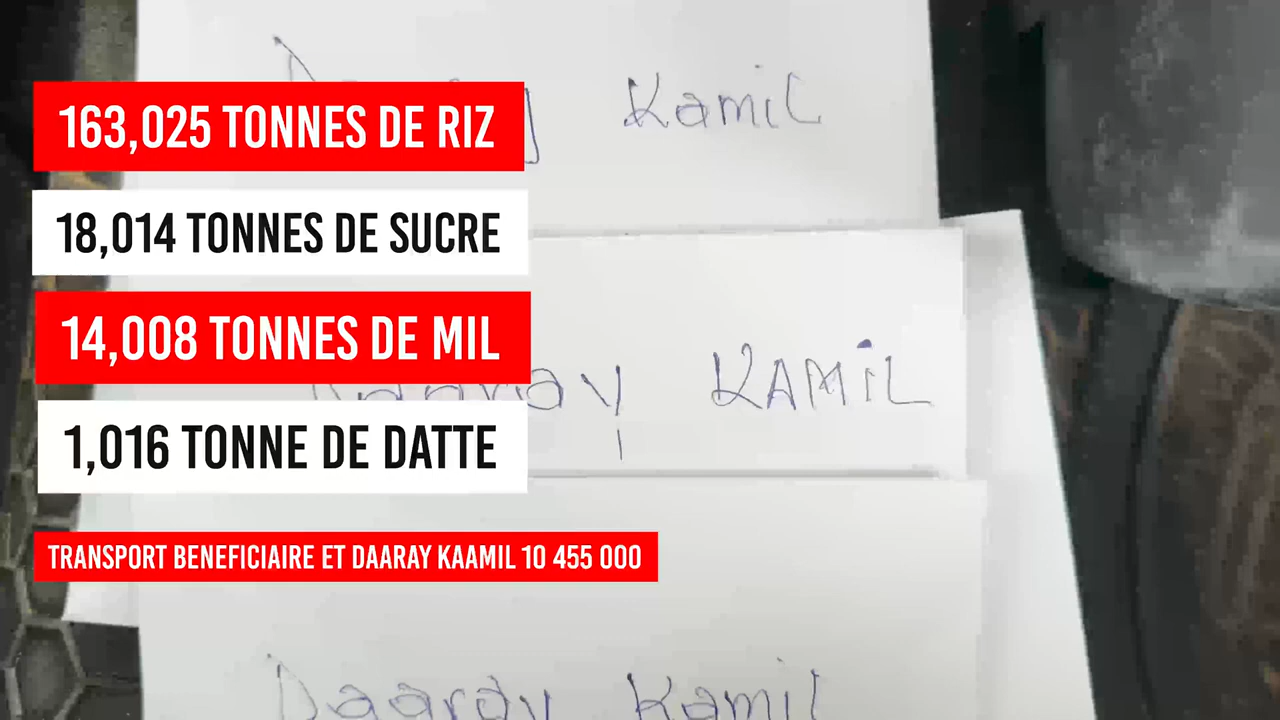 163,025 TONNES DE RIZ
Kamil
18,014 TONNES DE SUCRE
14,008 TONNES DE MIL
KAMiL
1,016 TONNE DE DATTE
TRANSPORT BENEFICIAIRE ET DAARAY KAAMIL 10 455 000
Daaray Kamil